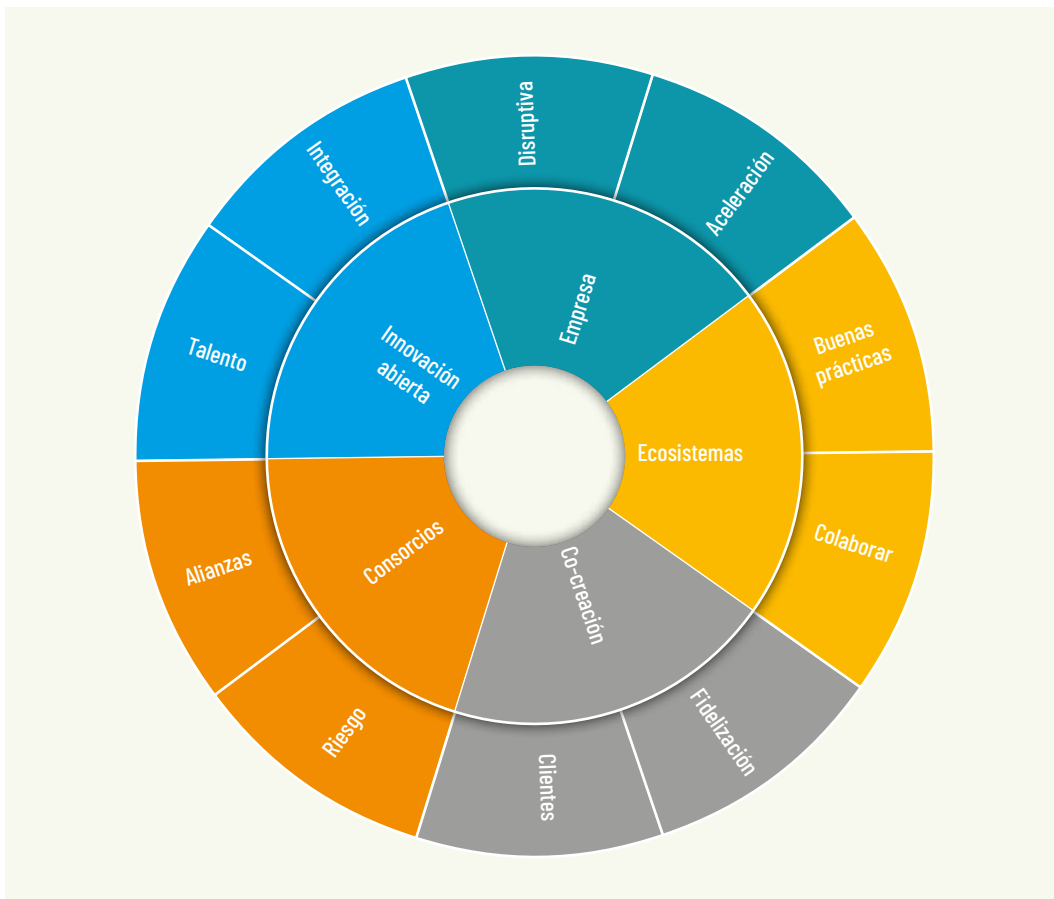 Disruptiva
Aceleración
Integración
Empresa
Buenas
prácticas
Talento
Innovación
abierta
Ecosistemas
Colaborar
Alianzas
Consorcios
Co-creación
Fidelización
Riesgo
Clientes